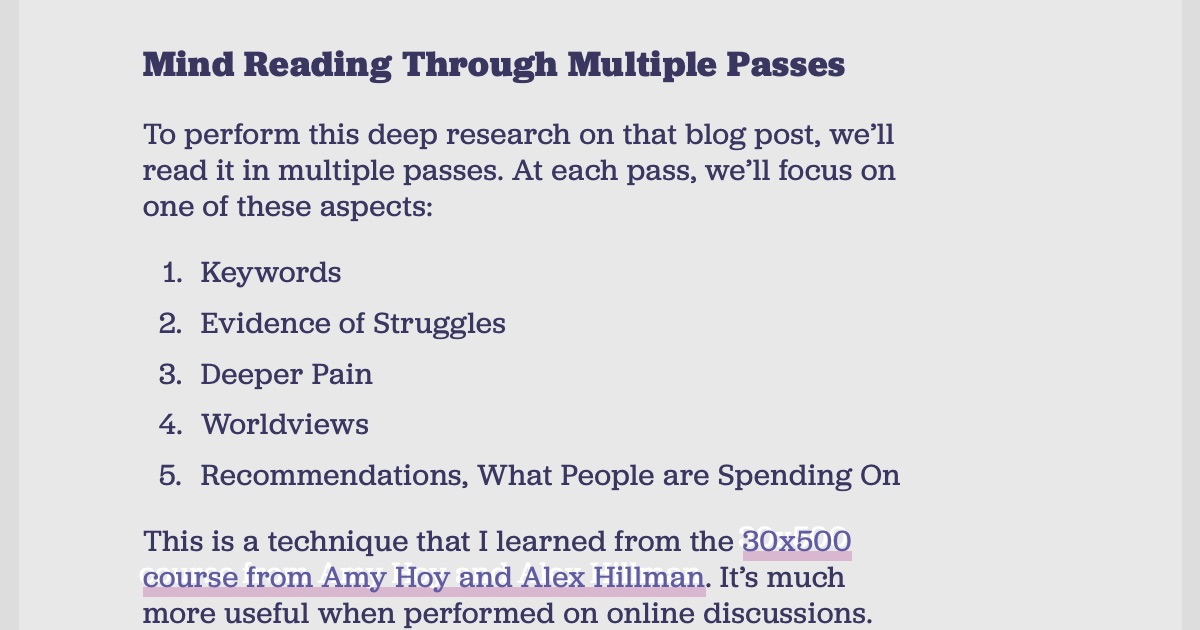 Mind Reading Through Multiple Passes
To perform this deep research on that blog post, we’ll
read it in multiple passes. At each pass, we’ll focus on
one of these aspects:
1. Keywords
2. Evidence of Struggles
3. Deeper Pain
4. Worldviews
5. Recommendations, What People are Spending On
This is a technique that I learned from the 30x500
course from Amy Hoy and Alex Hillman. It’s much
more useful when performed on online discussions.